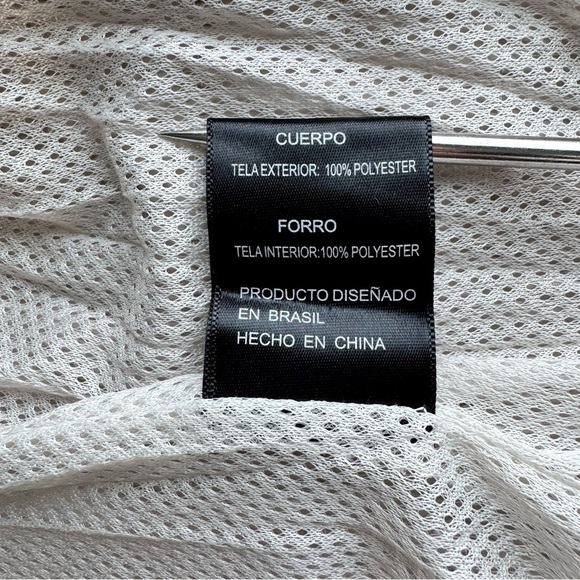 CUERPO
TELA EXTERIOR: 100% POLYESTER
FORRO
TELA INTERIOR:100% POLYESTER
PRODUCTO DISEÑADO
EN BRASIL
HECHO EN CHINA